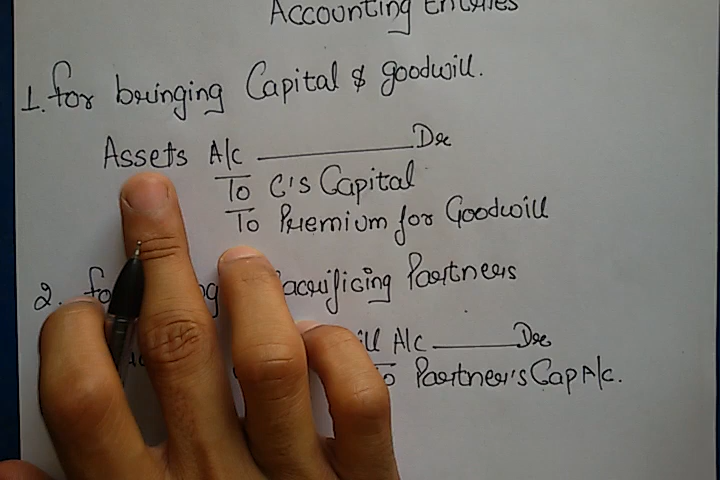 Accounting Entries
1. For bringing Capital & goodwill.
Assets A/c Dr
To C's Capital
To Premium for Goodwill
2. Sacrificing Partners
A/c Dr
Partner's Cap A/c.